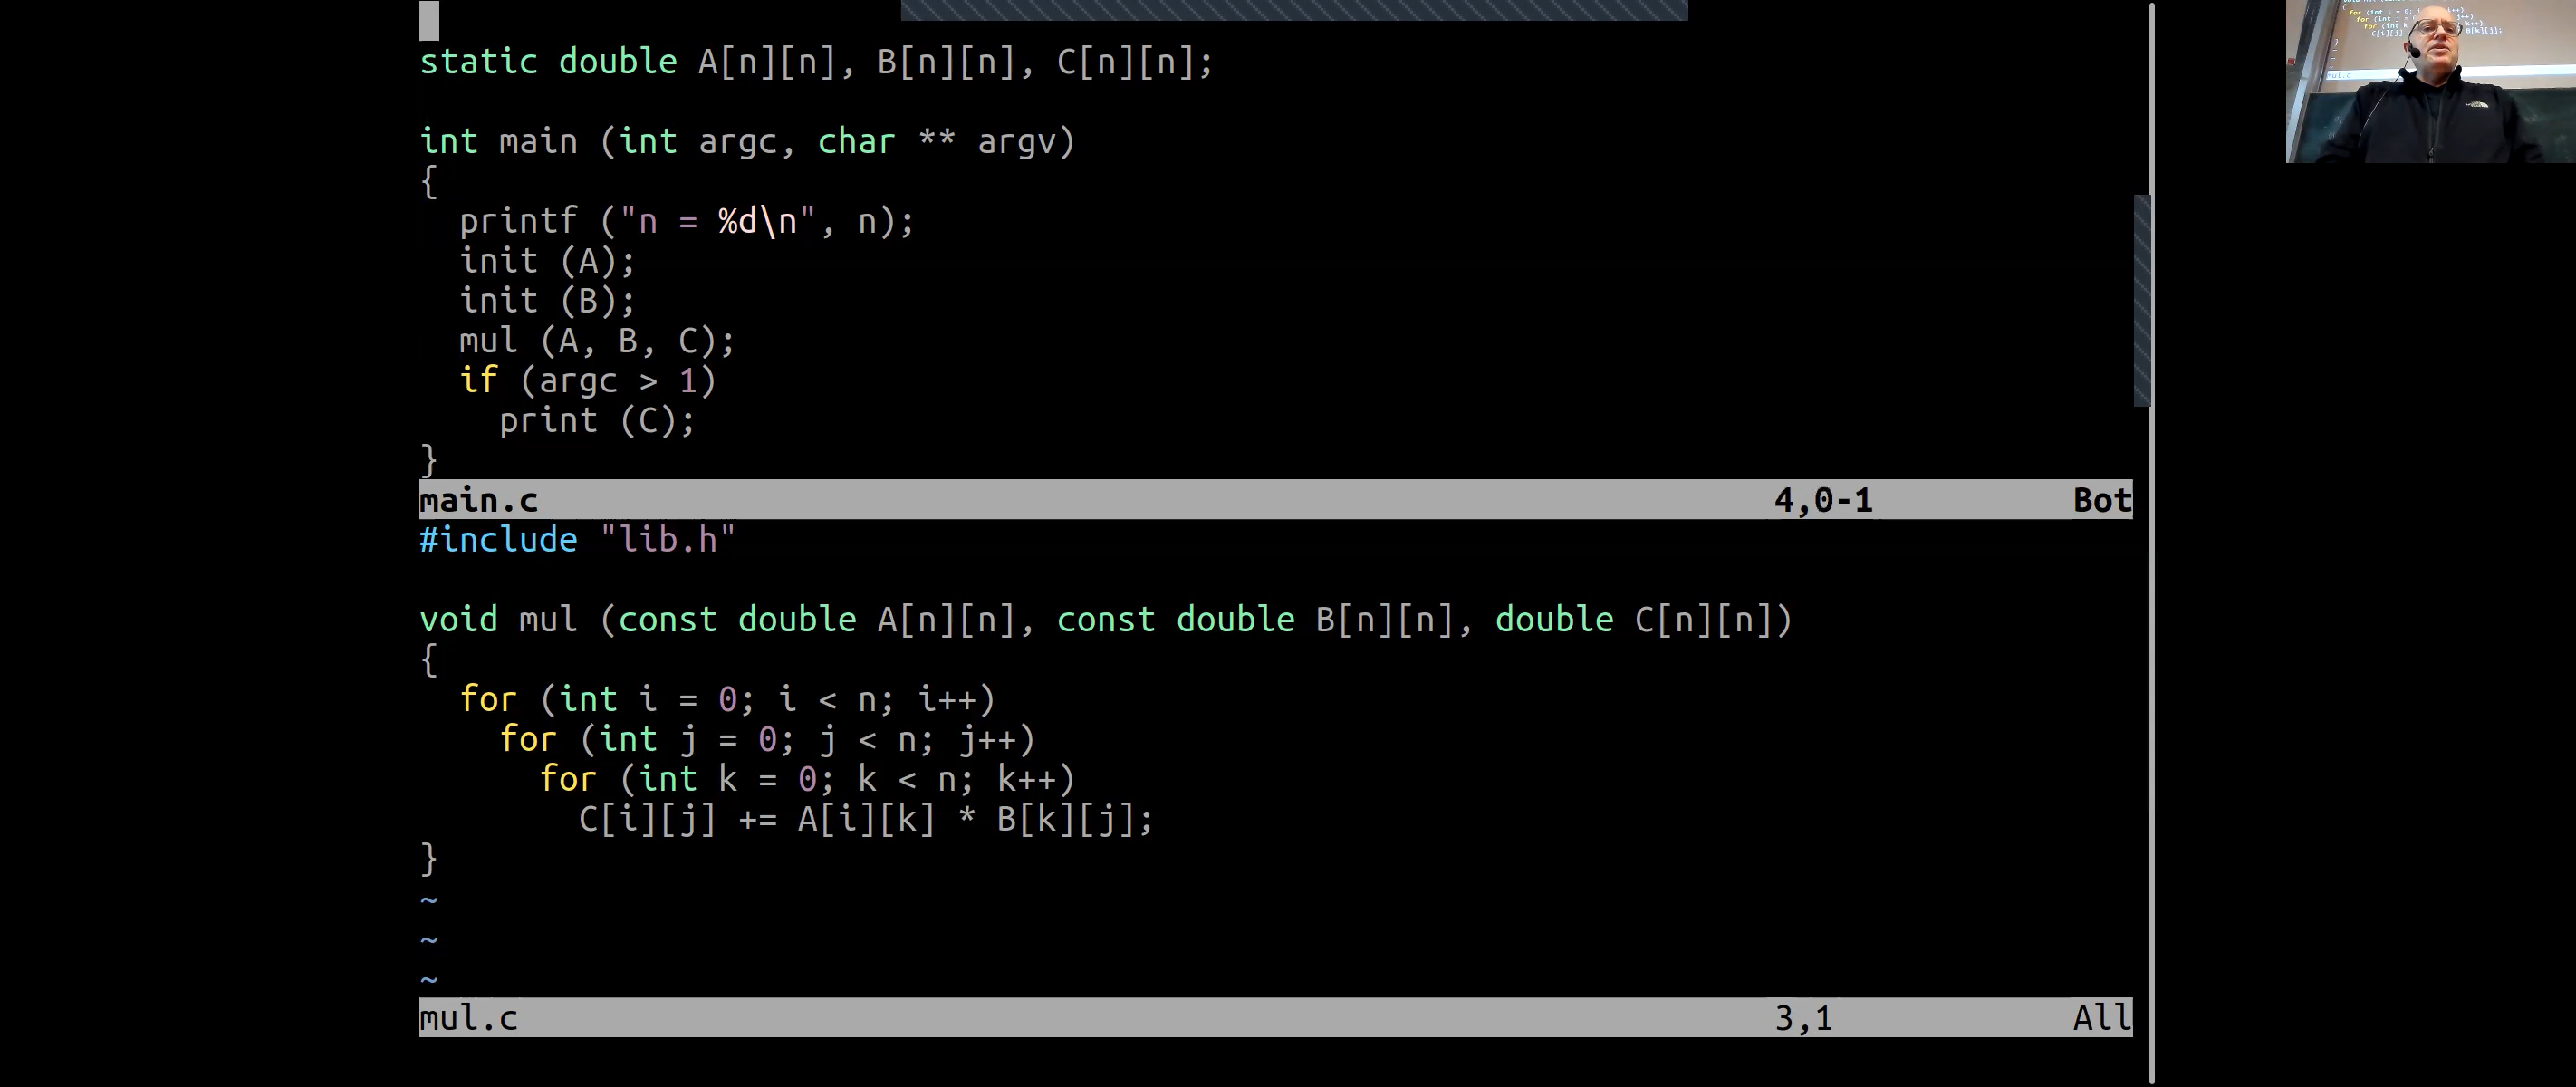 static double A[n][n], B[n][n], C[n][n];
int main (int argc, char ** argv)
{
  printf ("n = %d\n", n);
  init (A);
  init (B);
  mul (A, B, C);
  if (argc > 1)
    print (C);
}
main.c 4,0-1 Bot
#include "lib.h"
void mul (const double A[n][n], const double B[n][n], double C[n][n])
{
  for (int i = 0; i < n; i++)
    for (int j = 0; j < n; j++)
      for (int k = 0; k < n; k++)
        C[i][j] += A[i][k] * B[k][j];
}
~
~
~
mul.c 3,1 All